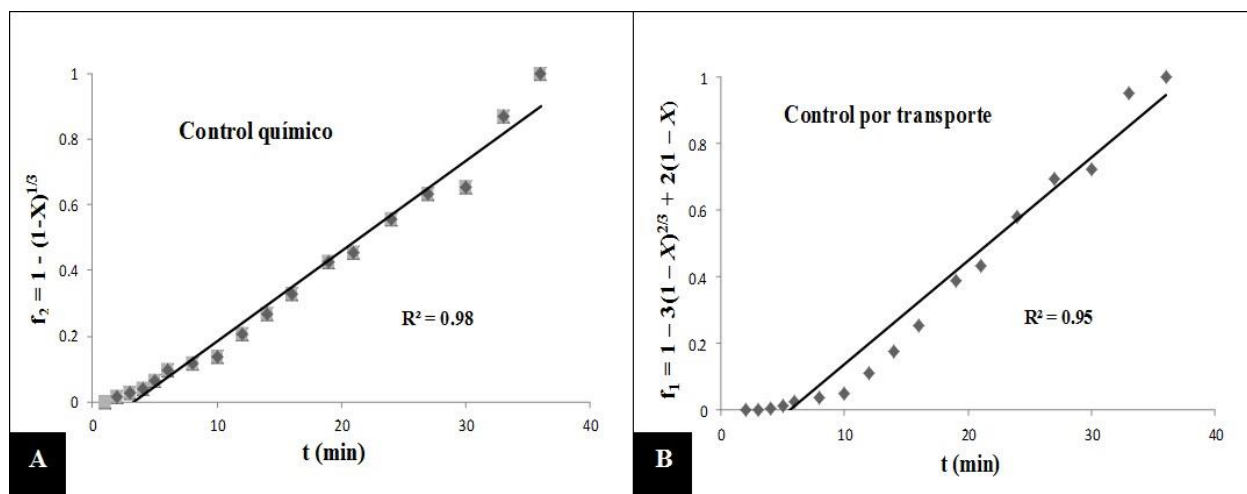 Control químico
f₂ = 1 - (1-X)^{1/3}
1
0.8
0.6
0.4
0.2
0
0
10
20
30
40
R² = 0.98
t (min)
A
Control por transporte
f₁ = 1 − 3(1 − X)^{2/3} + 2(1 − X)
1
0.8
0.6
0.4
0.2
0
0
10
20
30
40
R² = 0.95
t (min)
B